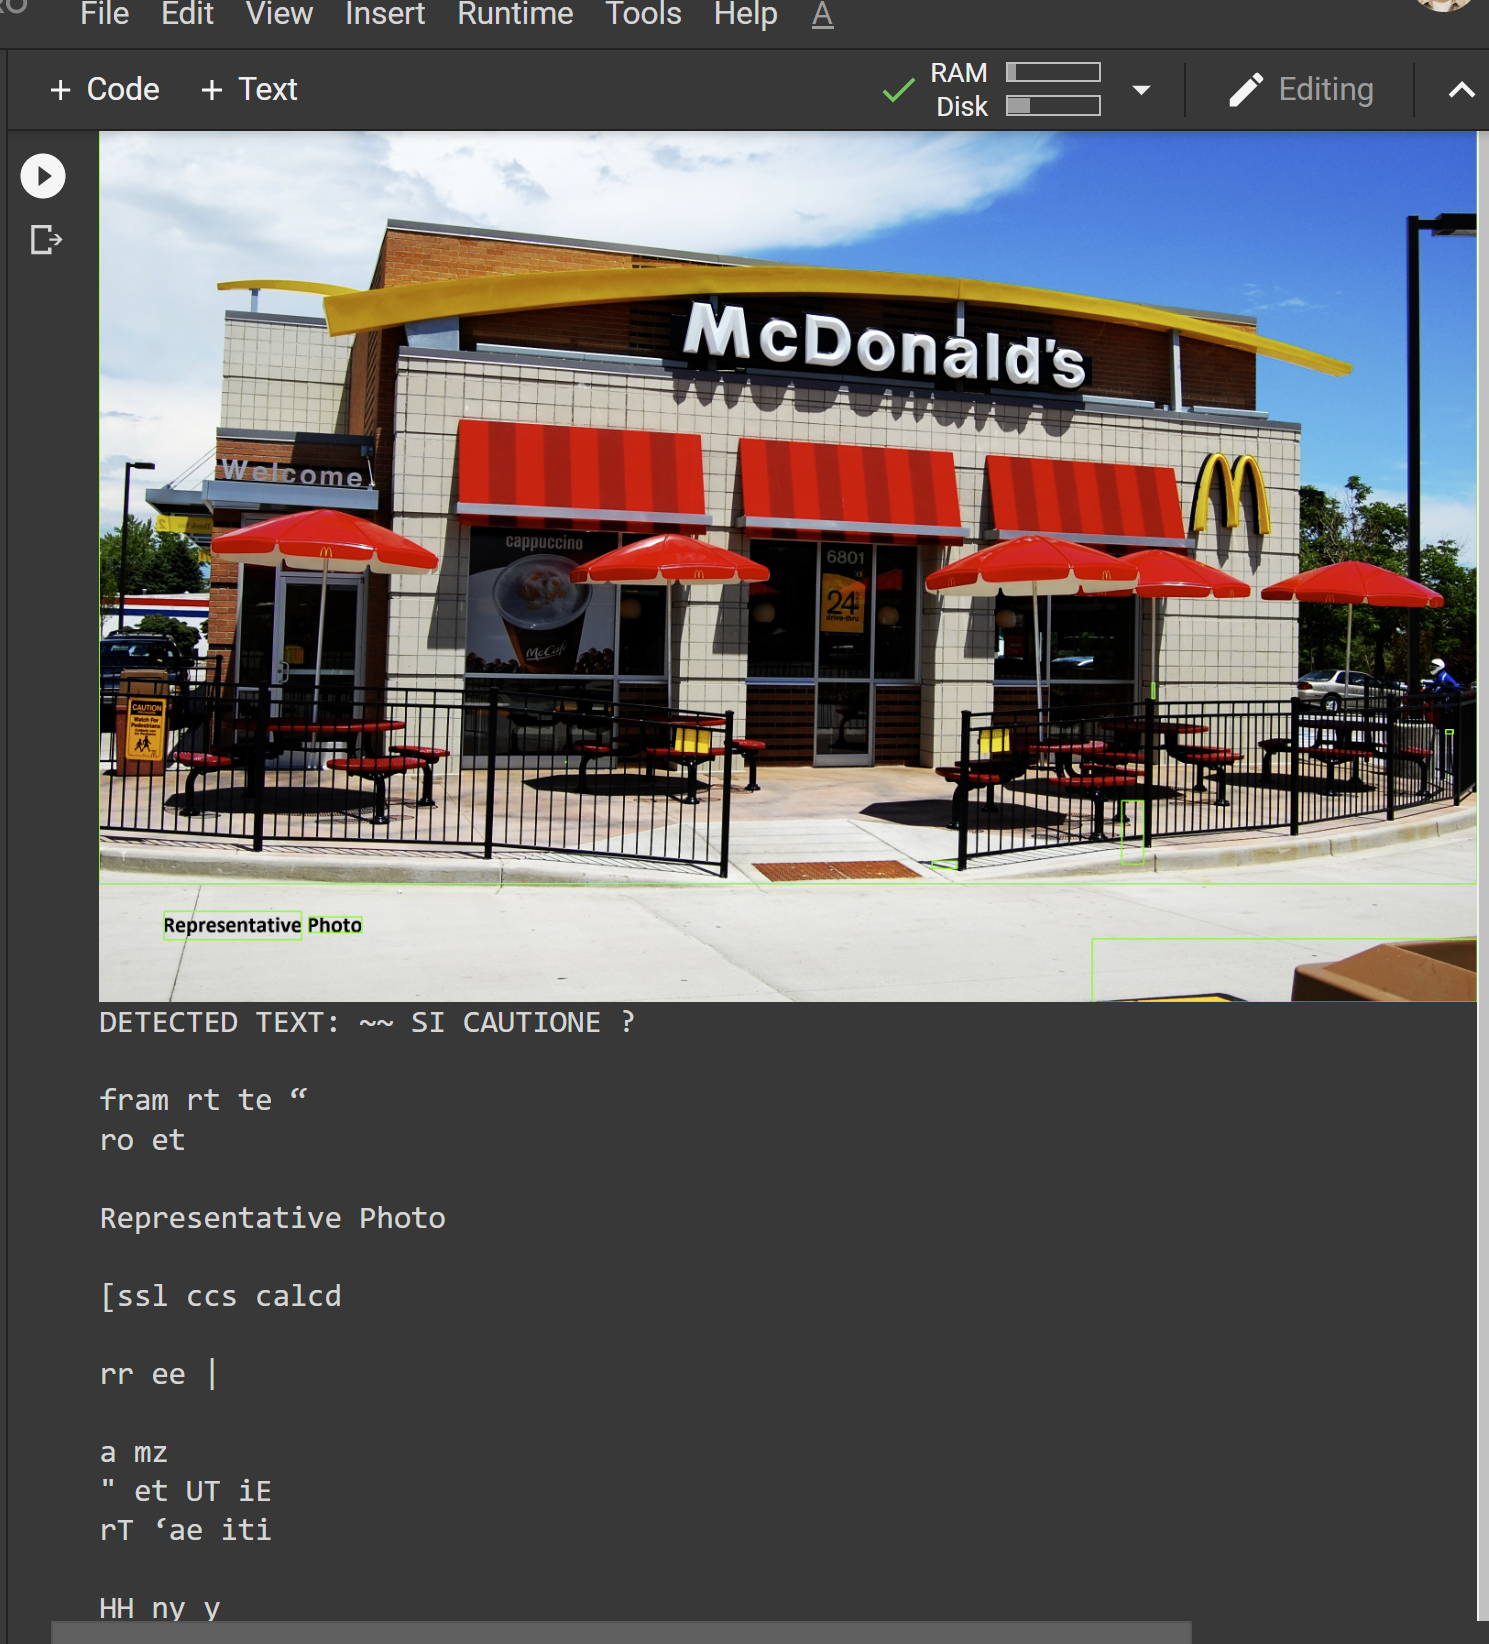 File Edit View Insert Runtime Tools Help A
+ Code + Text RAM Disk Editing
McDonald's
Welcome
cappuccino
6801
24
drive-thru
McCafé
CAUTION
Watch For
Pedestrians
Representative Photo
DETECTED TEXT: ~~ SI CAUTIONE ?
fram rt te “
ro et
Representative Photo
[ssl ccs calcd
rr ee |
a mz
" et UT iE
rT ‘ae iti
HH ny y